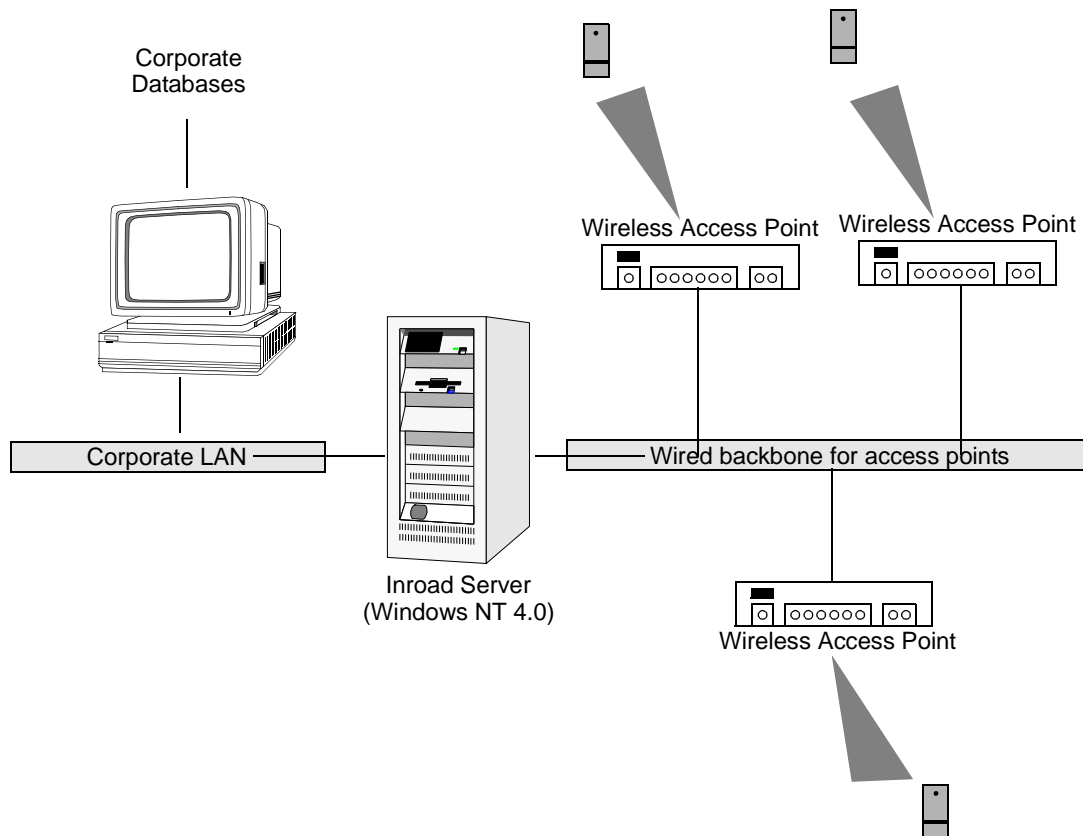 Corporate
Databases
Wireless Access Point
Wireless Access Point
Corporate LAN
Wired backbone for access points
Inroad Server
(Windows NT 4.0)
Wireless Access Point